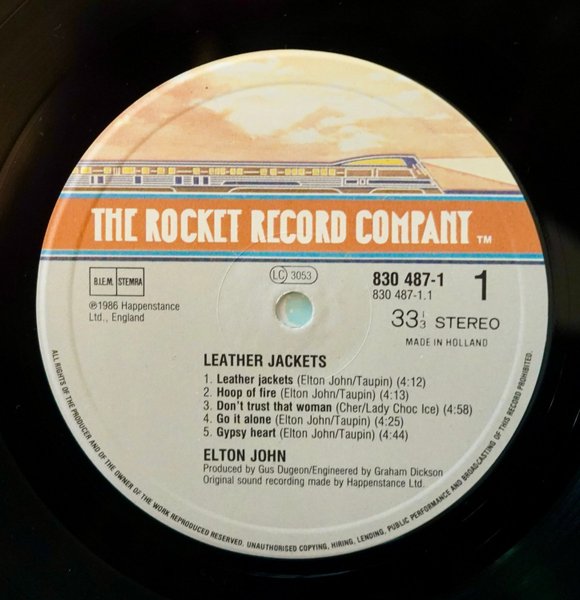 THE ROCKET RECORD COMPANY TM
B.I.E.M. STEMRA
LC 3053
830 487-1
830 487-1.1
1
℗1986 Happenstance
Ltd., England
33 1/3 STEREO
MADE IN HOLLAND
LEATHER JACKETS
1. Leather jackets (Elton John/Taupin) (4:12)
2. Hoop of fire (Elton John/Taupin) (4:13)
3. Don't trust that woman (Cher/Lady Choc Ice) (4:58)
4. Go it alone (Elton John/Taupin) (4:25)
5. Gypsy heart (Elton John/Taupin) (4:44)
ELTON JOHN
Produced by Gus Dugeon/Engineered by Graham Dickson
Original sound recording made by Happenstance Ltd.
ALL RIGHTS OF THE PRODUCER AND OF THE OWNER OF THE WORK REPRODUCED RESERVED. UNAUTHORISED COPYING, HIRING, LENDING, PUBLIC PERFORMANCE AND BROADCASTING OF THIS RECORD PROHIBITED.